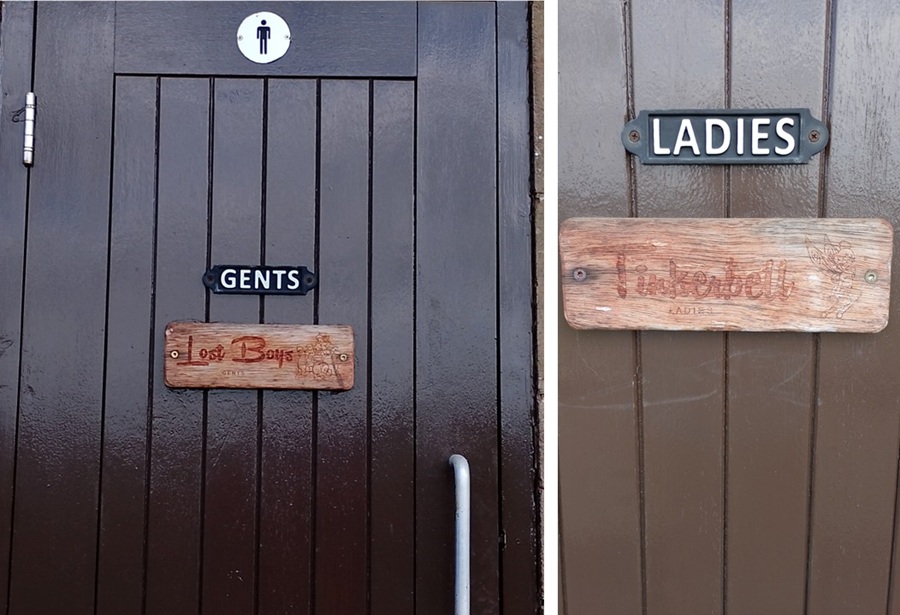 GENTS
Lost Boys
GENTS
LADIES
Tinkerbell
LADIES